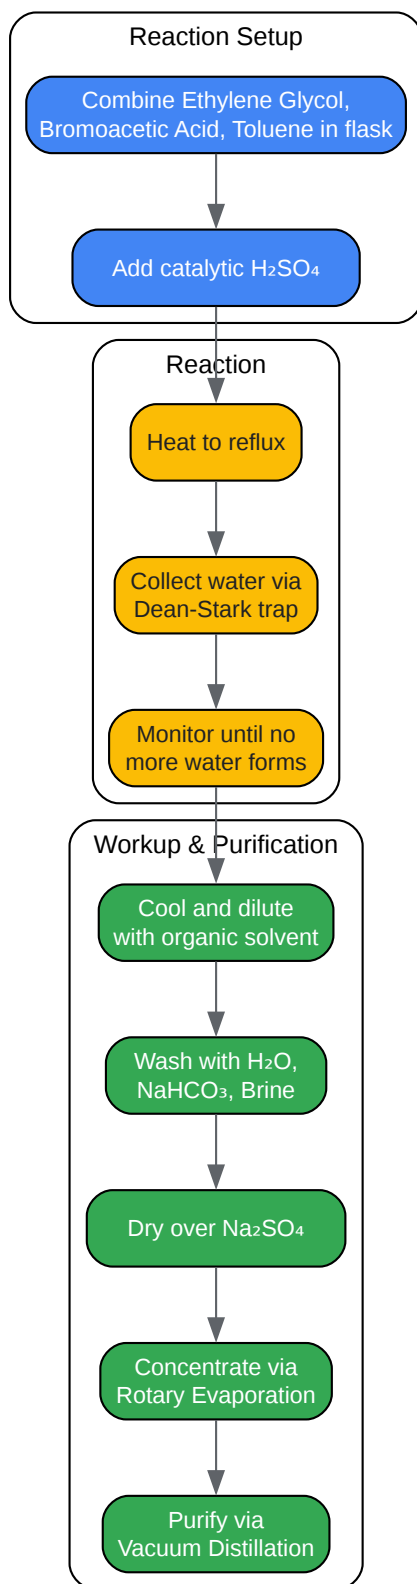 Reaction Setup
Combine Ethylene Glycol,
Bromoacetic Acid, Toluene in flask
Add catalytic H₂SO₄
Reaction
Heat to reflux
Collect water via
Dean-Stark trap
Monitor until no
more water forms
Workup & Purification
Cool and dilute
with organic solvent
Wash with H₂O,
NaHCO₃, Brine
Dry over Na₂SO₄
Concentrate via
Rotary Evaporation
Purify via
Vacuum Distillation